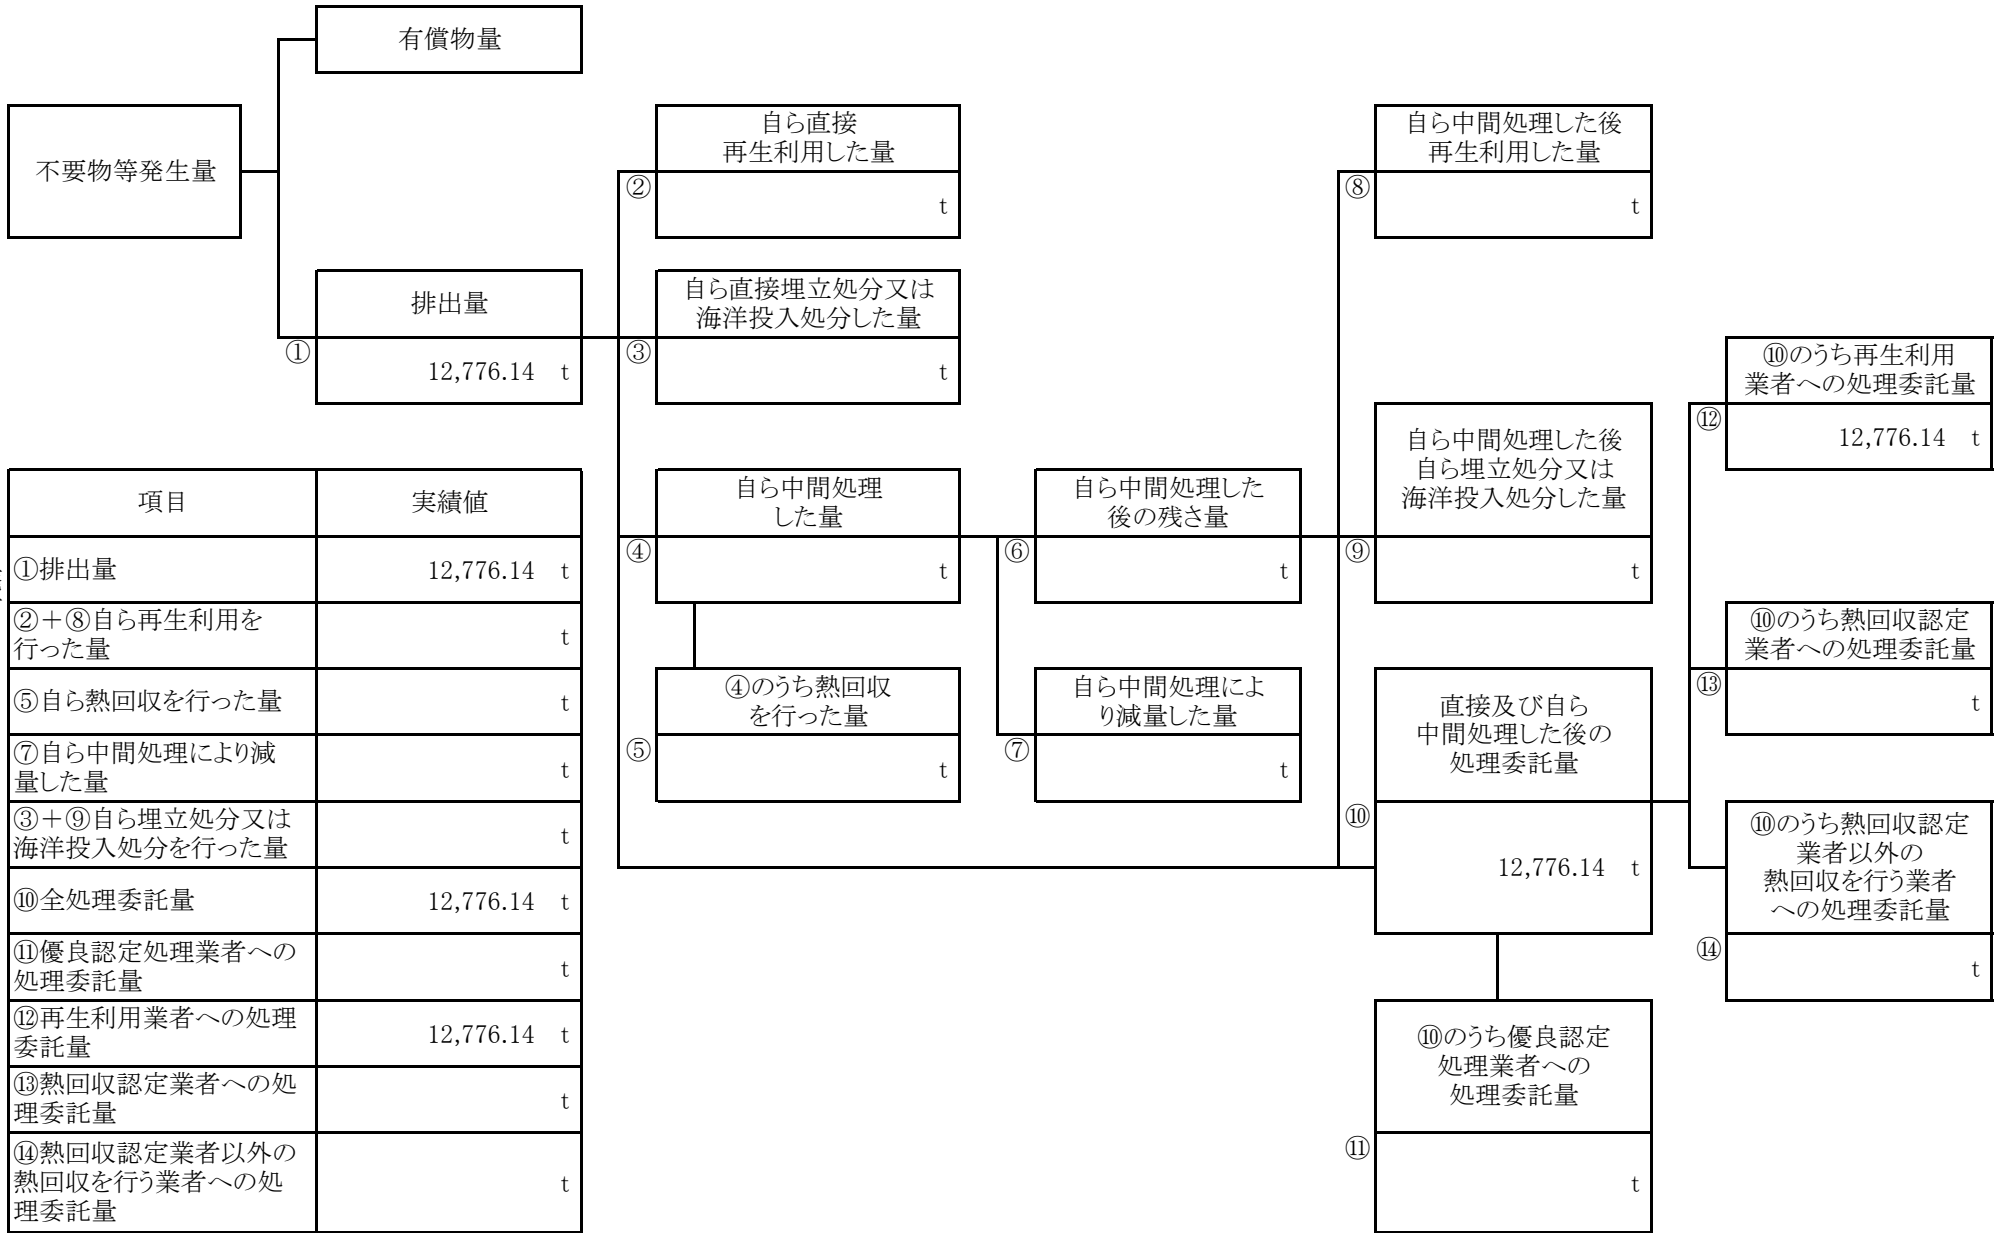 有償物量
不要物等発生量
排出量
①
12,776.14 t
自ら直接
再生利用した量
②
t
自ら直接埋立処分又は
海洋投入処分した量
③
t
自ら中間処理
した量
④
t
④のうち熱回収
を行った量
⑤
t
自ら中間処理した
後の残さ量
⑥
t
自ら中間処理によ
り減量した量
⑦
t
自ら中間処理した後
再生利用した量
⑧
t
自ら中間処理した後
自ら埋立処分又は
海洋投入処分した量
⑨
t
直接及び自ら
中間処理した後の
処理委託量
⑩
12,776.14 t
⑩のうち優良認定
処理業者への
処理委託量
⑪
t
⑩のうち再生利用
業者への処理委託量
⑫
12,776.14 t
⑩のうち熱回収認定
業者への処理委託量
⑬
t
⑩のうち熱回収認定
業者以外の
熱回収を行う業者
への処理委託量
⑭
t
項目 実績値
①排出量 12,776.14 t
②+⑧自ら再生利用を
行った量 t
⑤自ら熱回収を行った量 t
⑦自ら中間処理により減
量した量 t
③+⑨自ら埋立処分又は
海洋投入処分を行った量 t
⑩全処理委託量 12,776.14 t
⑪優良認定処理業者への
処理委託量 t
⑫再生利用業者への処理
委託量 12,776.14 t
⑬熱回収認定業者への処
理委託量 t
⑭熱回収認定業者以外の
熱回収を行う業者への処
理委託量 t